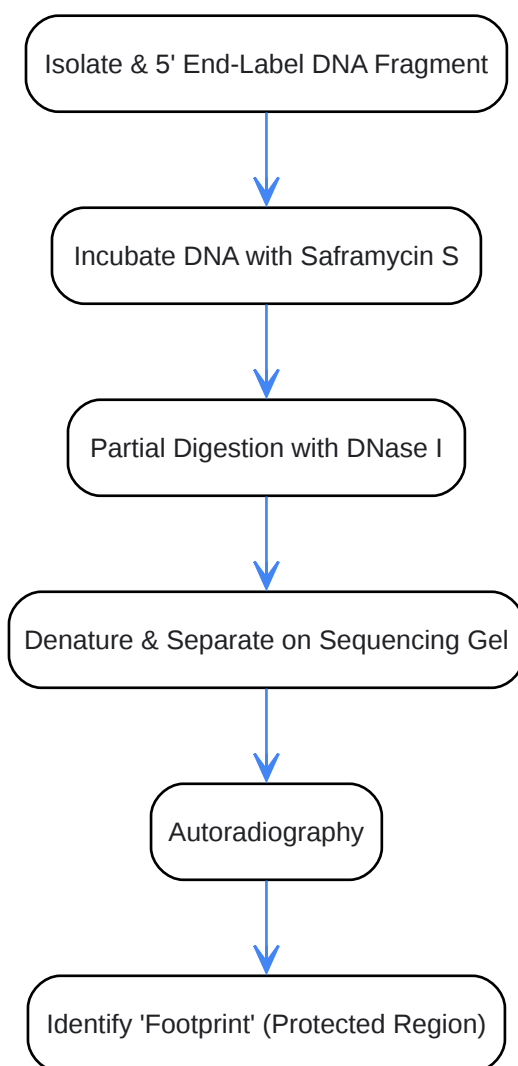 Isolate & 5' End-Label DNA Fragment
Incubate DNA with Saframycin S
Partial Digestion with DNase I
Denature & Separate on Sequencing Gel
Autoradiography
Identify 'Footprint' (Protected Region)